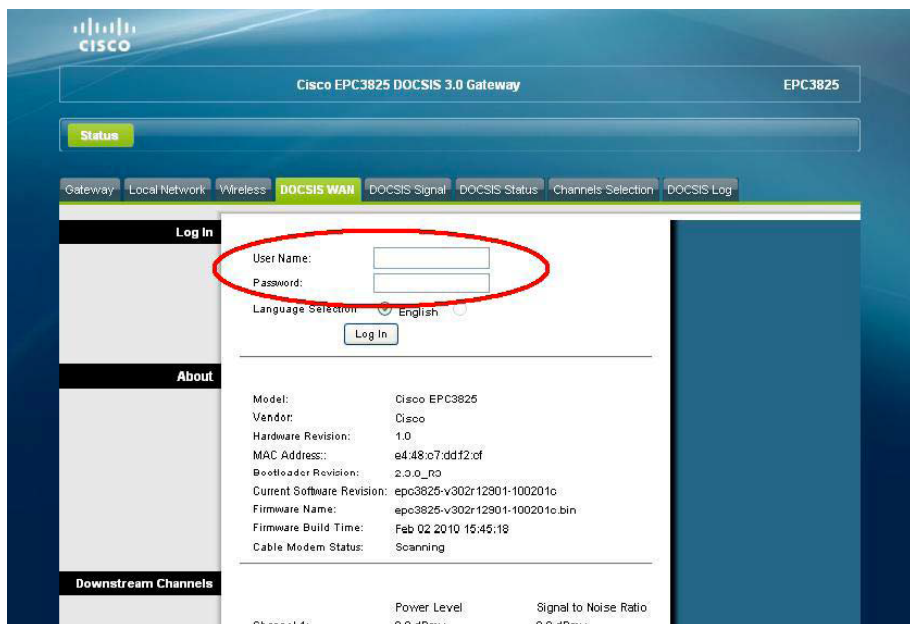 CISCO
Cisco EPC3825 DOCSIS 3.0 Gateway EPC3825
Status
Gateway Local Network Wireless DOCSIS WAN DOCSIS Signal DOCSIS Status Channels Selection DOCSIS Log
Log In
User Name:
Password:
Language Selection English
Log In
About
Model: Cisco EPC3825
Vendor: Cisco
Hardware Revision: 1.0
MAC Address:: e4:48:c7:dd:f2:cf
Bootloader Revision: 2.3.0_R3
Current Software Revision: epc3825-v302r12901-100201c
Firmware Name: epc3825-v302r12901-100201c.bin
Firmware Build Time: Feb 02 2010 15:45:18
Cable Modem Status: Scanning
Downstream Channels
Power Level Signal to Noise Ratio